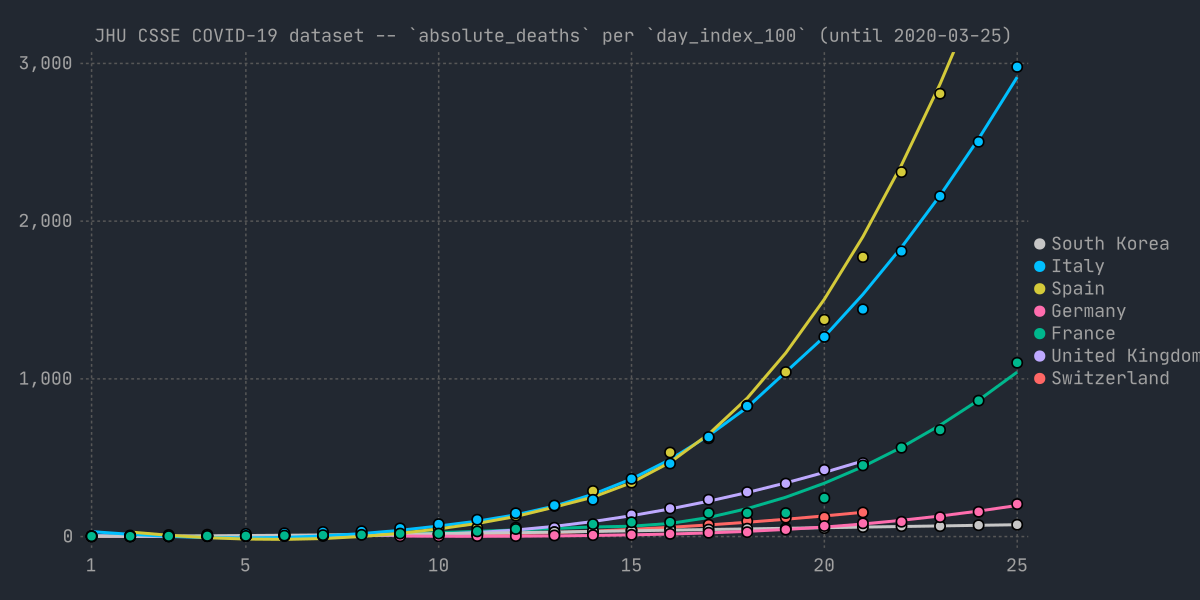 JHU CSSE COVID-19 dataset -- `absolute_deaths` per `day_index_100` (until 2020-03-25)
3,000
2,000
1,000
0
1
5
10
15
20
25
South Korea
Italy
Spain
Germany
France
United Kingdom
Switzerland